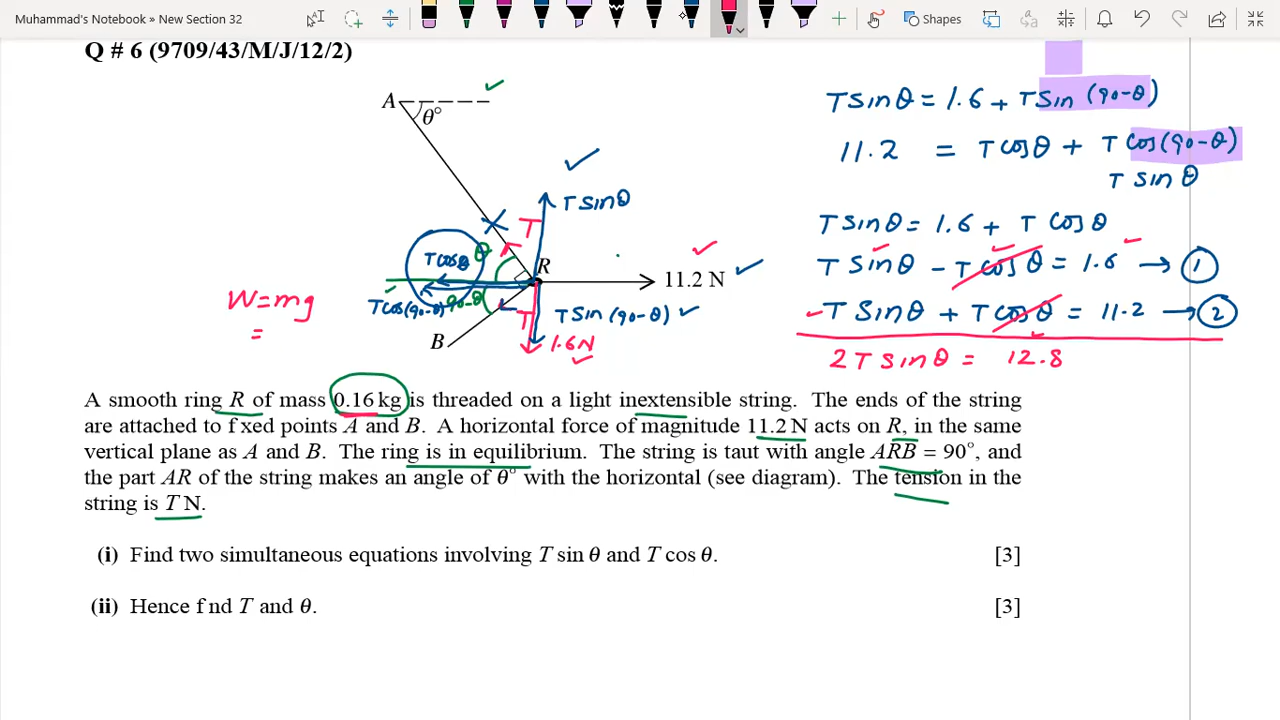 Muhammad's Notebook » New Section 32
Shapes
Q # 6 (9709/43/M/J/12/2)
A
θ°
T sinθ
T
θ
T cosθ
R
11.2 N
T cos(90-θ)
90-θ
T
T Sin (90-θ)
B
1.6N
W=mg
=
T sinθ = 1.6 + T Sin (90-θ)
11.2 = T cosθ + T cos(90-θ)
T sinθ
T sinθ = 1.6 + T Cosθ
T sinθ - T cosθ = 1.6 → 1
T Sinθ + T cosθ = 11.2 → 2
2 T sinθ = 12.8
A smooth ring R of mass 0.16 kg is threaded on a light inextensible string. The ends of the string
are attached to f xed points A and B. A horizontal force of magnitude 11.2 N acts on R, in the same
vertical plane as A and B. The ring is in equilibrium. The string is taut with angle ARB = 90°, and
the part AR of the string makes an angle of θ° with the horizontal (see diagram). The tension in the
string is T N.
(i) Find two simultaneous equations involving T sin θ and T cos θ. [3]
(ii) Hence f nd T and θ. [3]